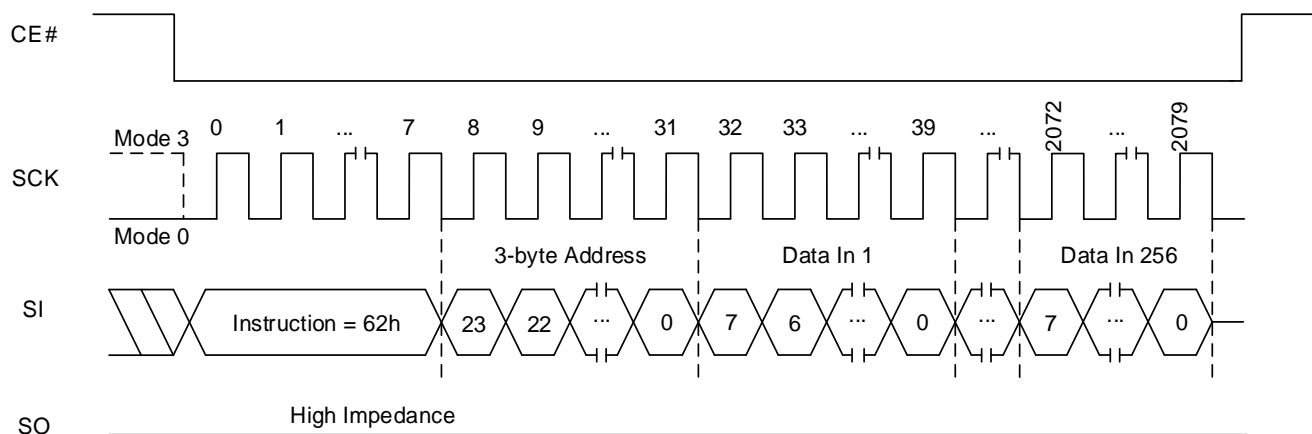 CE#
0 1 ... 7 8 9 ... 31 32 33 ... 39 ... 2072 ... 2079
Mode 3
SCK
Mode 0
3-byte Address Data In 1 Data In 256
SI
Instruction = 62h 23 22 ... 0 7 6 ... 0 ... 7 ... 0
High Impedance
SO